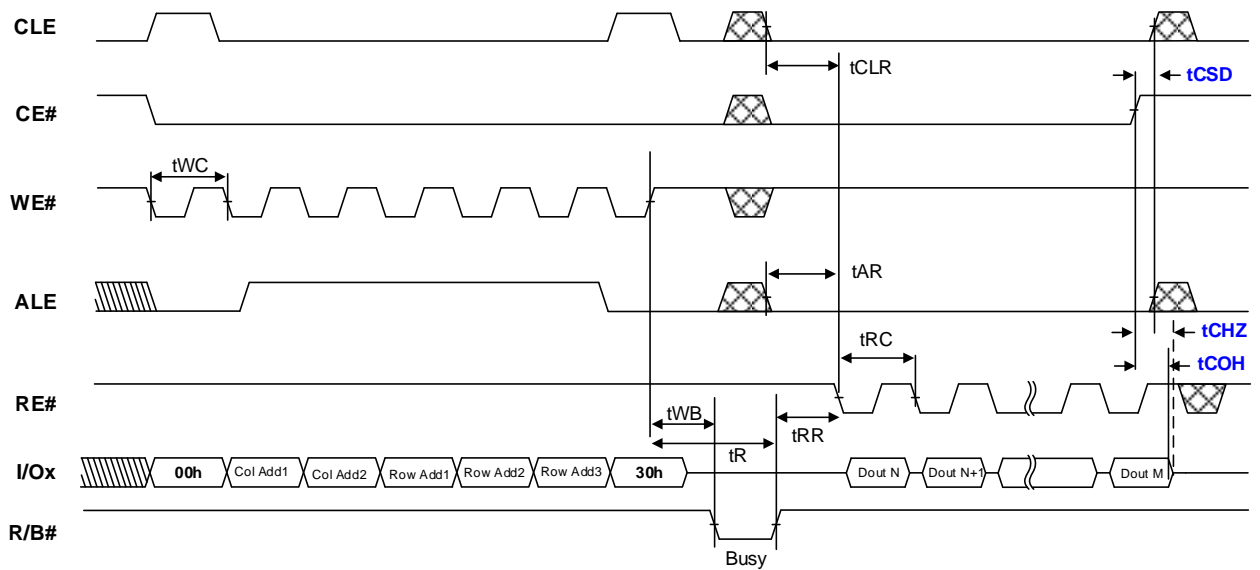 CLE
tCLR
tCSD
CE#
tWC
WE#
ALE
tAR
tCHZ
tRC
tCOH
RE#
tWB
tRR
tR
I/Ox
00h
Col Add1
Col Add2
Row Add1
Row Add2
Row Add3
30h
Dout N
Dout N+1
Dout M
R/B#
Busy